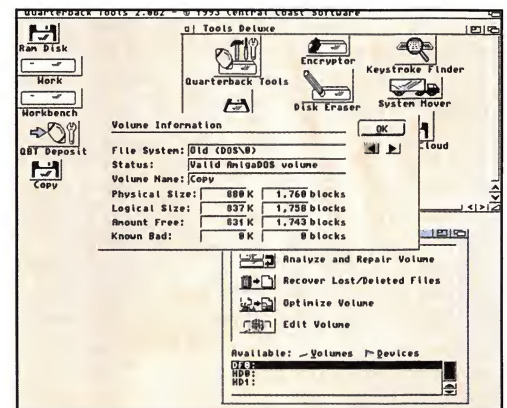 Quarterback Tools 2.0b2 - © 1993 Central Coast Software
Ram Disk
Work
Workbench
QBT Deposit
Copy
Tools Deluxe
Quarterback Tools
Encryptor
Keystroke Finder
Disk Eraser
System Mover
Cloud
Volume Information
OK
File System: Old (DOS\0)
Status: Valid AmigaDOS volume
Volume Name: Copy
Physical Size: 880 K 1,760 blocks
Logical Size: 837 K 1,758 blocks
Amount Free: 831 K 1,743 blocks
Known Bad: 0 K 0 blocks
Analyze and Repair Volume
Recover Lost/Deleted Files
Optimize Volume
Edit Volume
Available: Volumes Devices
DF0:
HD0:
HD1: